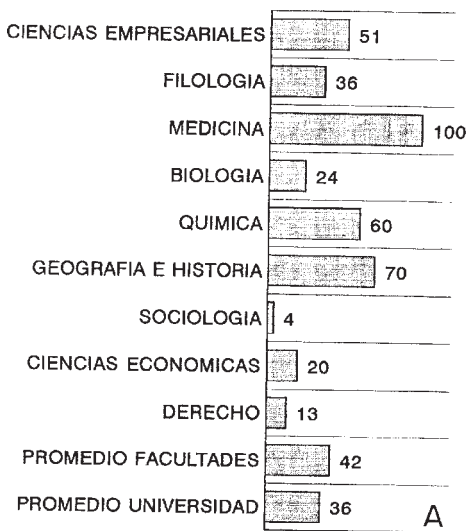 CIENCIAS EMPRESARIALES 51
FILOLOGIA 36
MEDICINA 100
BIOLOGIA 24
QUIMICA 60
GEOGRAFIA E HISTORIA 70
SOCIOLOGIA 4
CIENCIAS ECONOMICAS 20
DERECHO 13
PROMEDIO FACULTADES 42
PROMEDIO UNIVERSIDAD 36
A